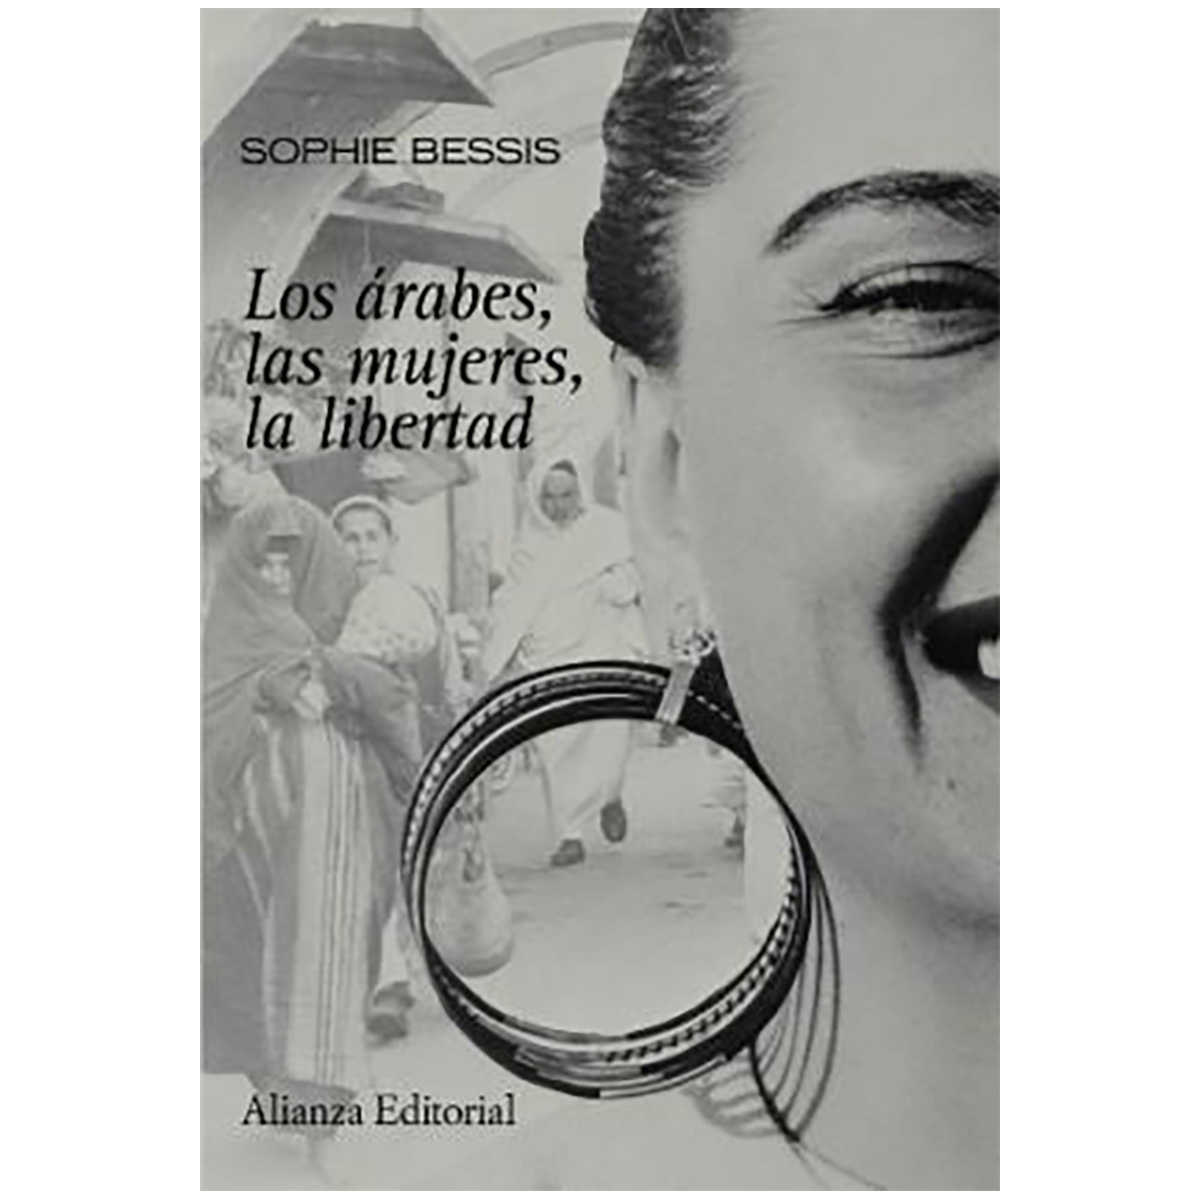 SOPHIE BESSIS
Los árabes,
las mujeres,
la libertad
Alianza Editorial